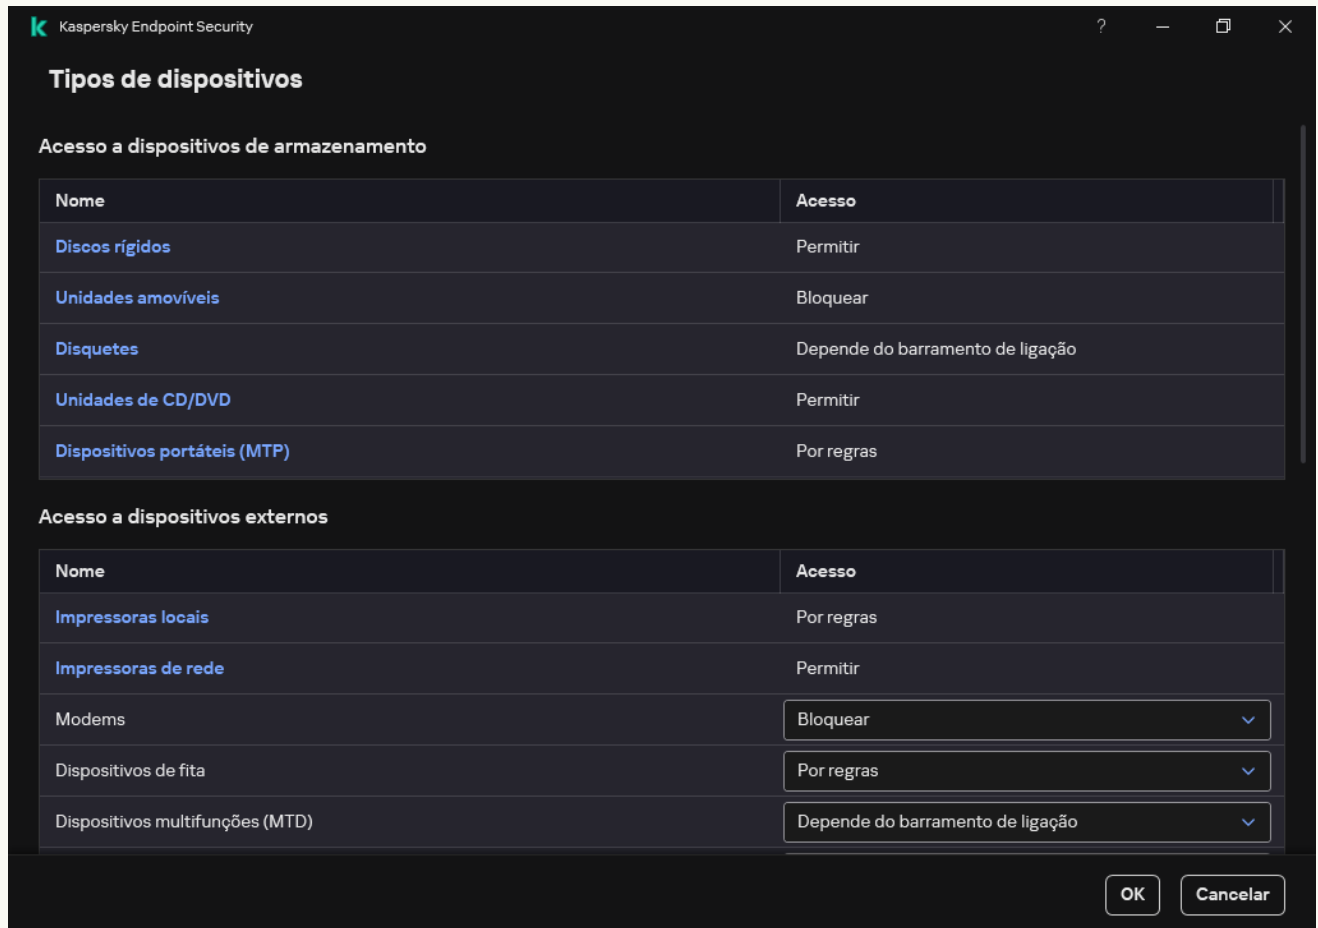 Kaspersky Endpoint Security ?
Tipos de dispositivos
Acesso a dispositivos de armazenamento
Nome Acesso
Discos rígidos Permitir
Unidades amovíveis Bloquear
Disquetes Depende do barramento de ligação
Unidades de CD/DVD Permitir
Dispositivos portáteis (MTP) Por regras
Acesso a dispositivos externos
Nome Acesso
Impressoras locais Por regras
Impressoras de rede Permitir
Modems Bloquear
Dispositivos de fita Por regras
Dispositivos multifunções (MTD) Depende do barramento de ligação
OK Cancelar